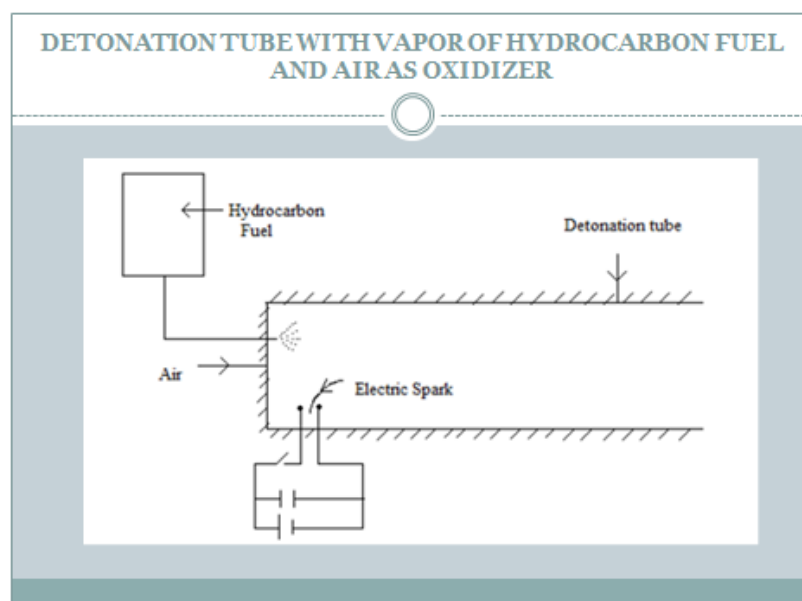 DETONATION TUBE WITH VAPOR OF HYDROCARBON FUEL
AND AIR AS OXIDIZER
Hydrocarbon
Fuel
Detonation tube
Air
Electric Spark